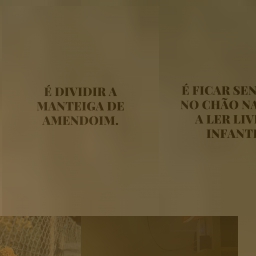 É DIVIDIR A
MANTEIGA DE
AMENDOIM.
É FICAR
NO CHÃO
A LER